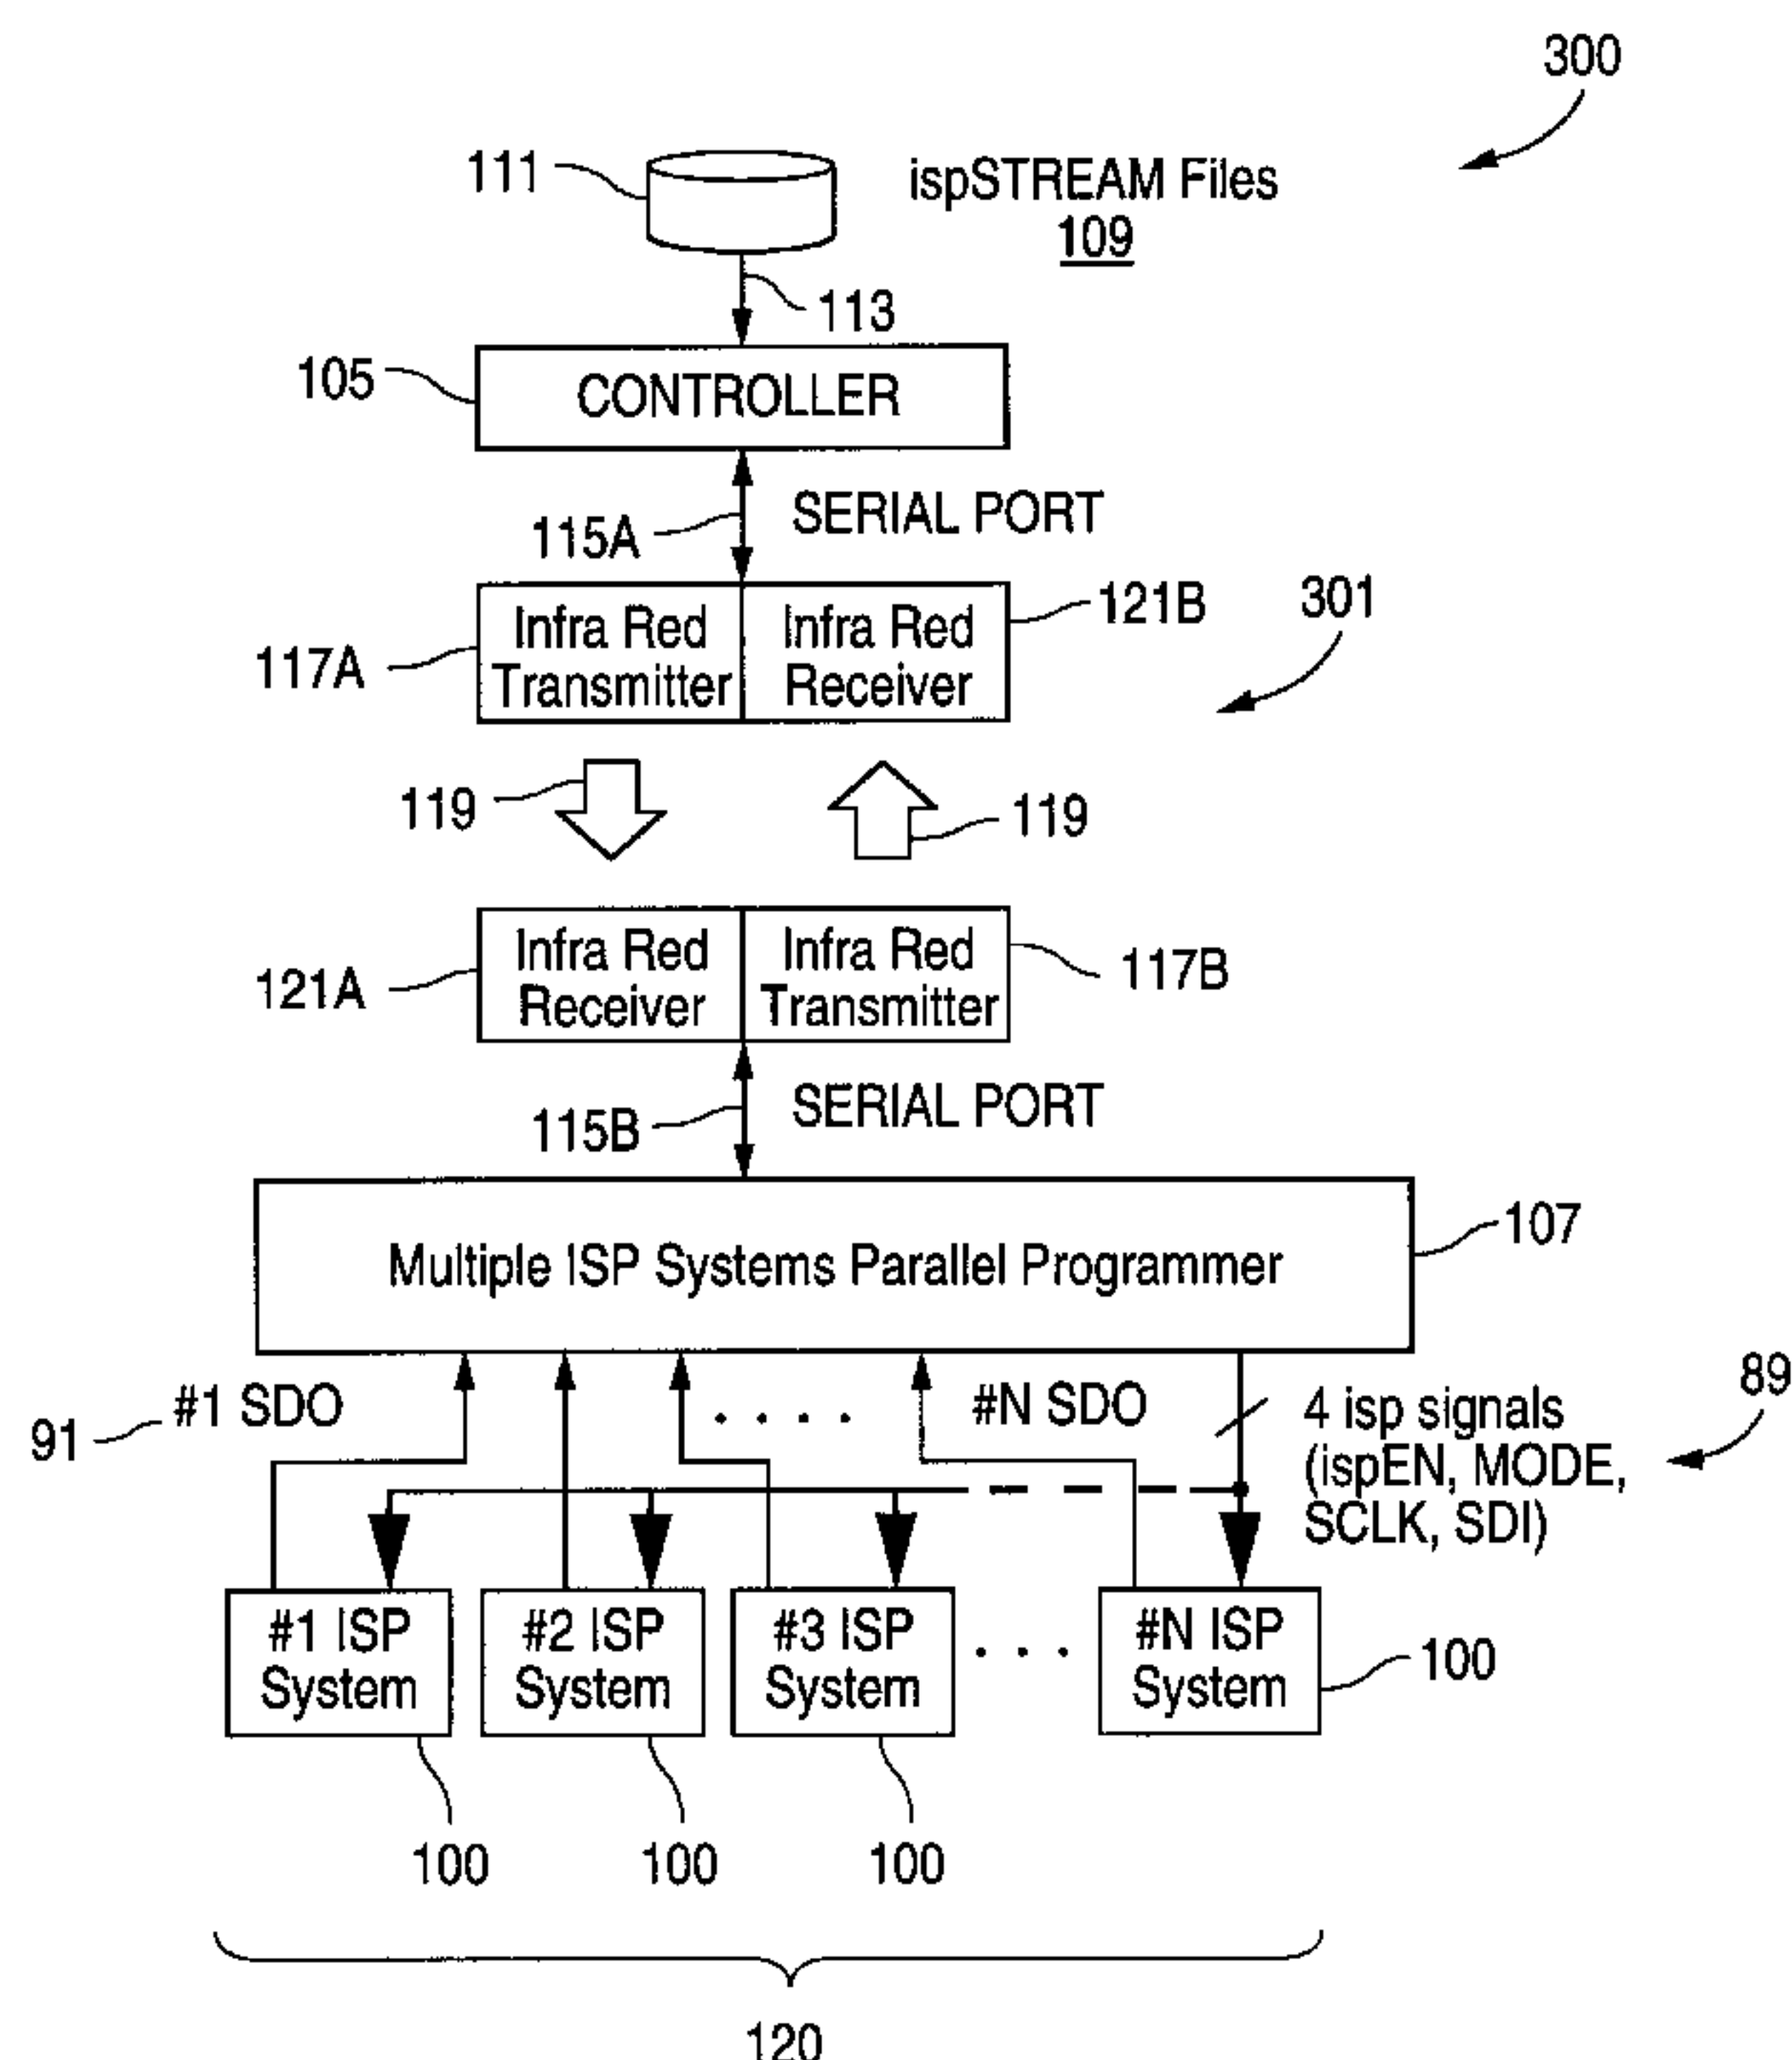 300
111
ispSTREAM Files
109
113
105
CONTROLLER
115A
SERIAL PORT
117A
Infra Red
Transmitter
Infra Red
Receiver
121B
301
119
119
121A
Infra Red
Receiver
Infra Red
Transmitter
117B
115B
SERIAL PORT
Multiple ISP Systems Parallel Programmer
107
91
#1 SDO
. . . .
#N SDO
4 isp signals
(ispEN, MODE,
SCLK, SDI)
89
#1 ISP
System
#2 ISP
System
#3 ISP
System
. . .
#N ISP
System
100
100
100
100
120